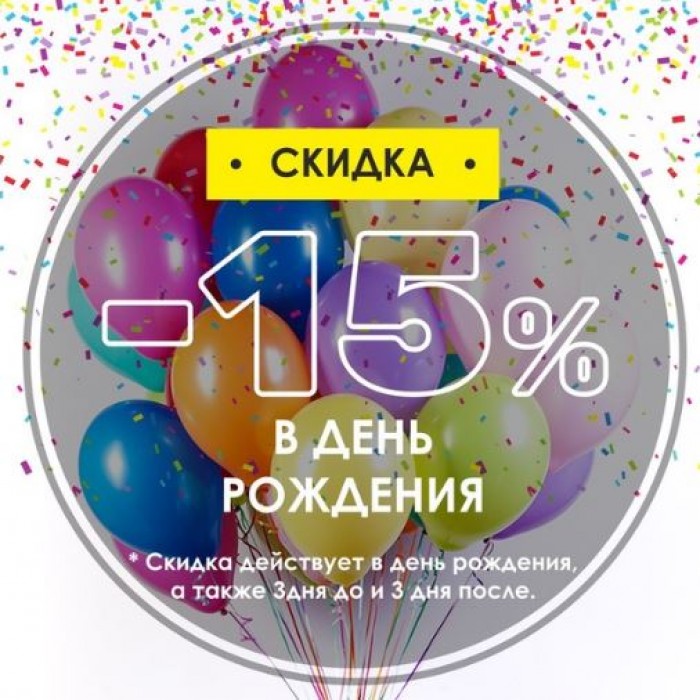 • СКИДКА •
-15%
В ДЕНЬ
РОЖДЕНИЯ
* Скидка действует в день рождения,
а также 3дня до и 3 дня после.